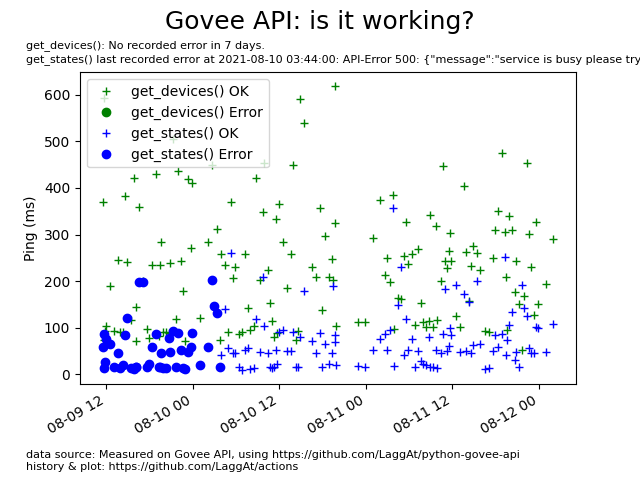 Govee API: is it working?
get_devices(): No recorded error in 7 days.
get_states() last recorded error at 2021-08-10 03:44:00: API-Error 500: {"message":"service is busy please try
get_devices() OK
get_devices() Error
get_states() OK
get_states() Error
Ping (ms)
600
500
400
300
200
100
0
08-09 12
08-10 00
08-10 12
08-11 00
08-11 12
08-12 00
data source: Measured on Govee API, using https://github.com/LaggAt/python-govee-api
history & plot: https://github.com/LaggAt/actions